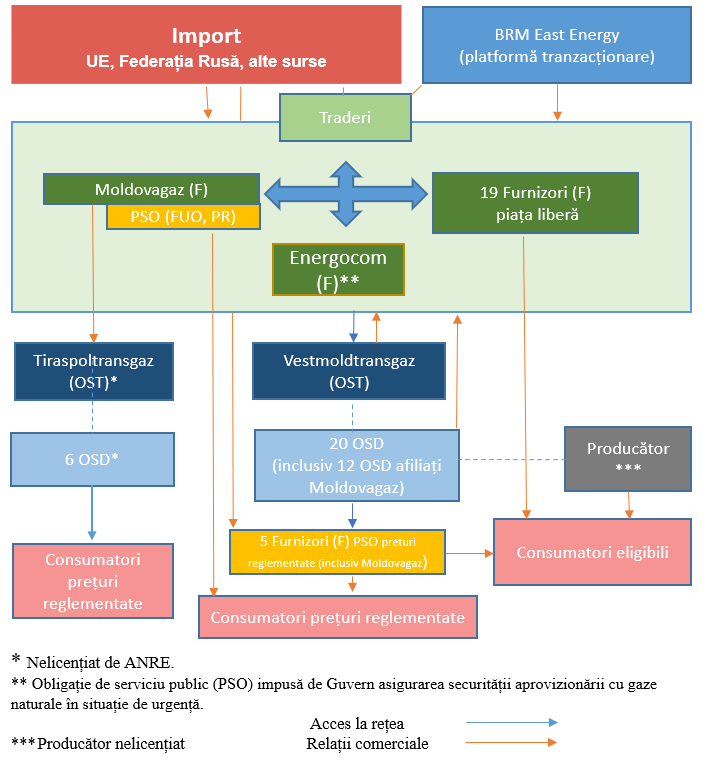 Import
UE, Federația Rusă, alte surse
BRM East Energy
(platformă tranzacționare)
Traderi
Moldovagaz (F)
PSO (FUO, PR)
19 Furnizori (F)
piața liberă
Energocom
(F)**
Tiraspoltransgaz
(OST)*
Vestmoldtransgaz
(OST)
6 OSD*
20 OSD
(inclusiv 12 OSD afiliați
Moldovagaz)
Producător
***
5 Furnizori (F) PSO prețuri
reglementate (inclusiv Moldovagaz)
Consumatori eligibili
Consumatori
prețuri
reglementate
Consumatori prețuri reglementate
* Nelicențiat de ANRE.
** Obligație de serviciu public (PSO) impusă de Guvern asigurarea securității aprovizionării cu gaze
naturale în situație de urgență.
Acces la rețea
***Producător nelicențiat
Relații comerciale